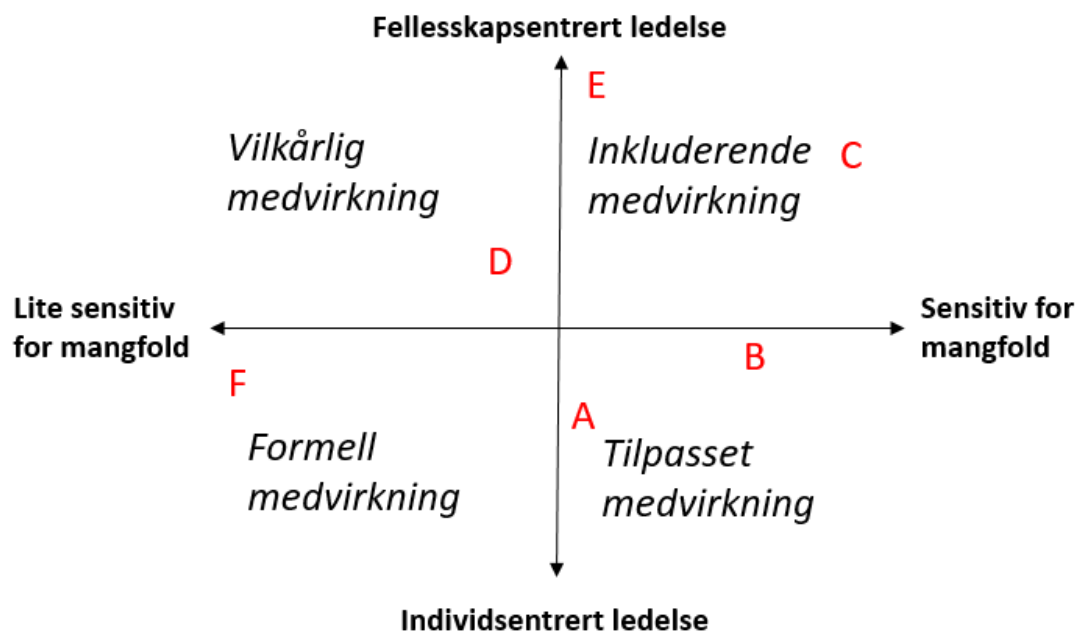 Fellesskapsentrert ledelse
E
Vilkårlig
medvirkning
Inkluderende
medvirkning
C
D
Lite sensitiv
for mangfold
Sensitiv for
mangfold
B
F
A
Formell
medvirkning
Tilpasset
medvirkning
Individsentrert ledelse